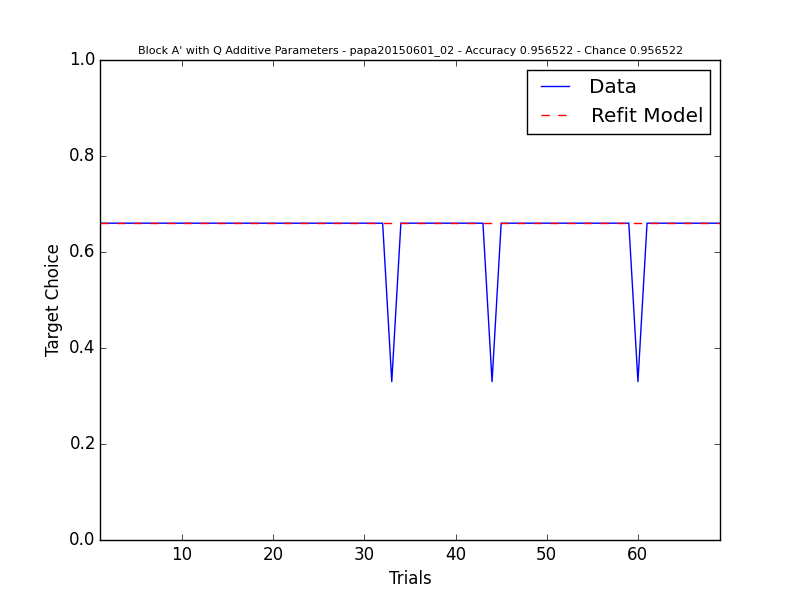 Block A' with Q Additive Parameters - papa20150601_02 - Accuracy 0.956522 - Chance 0.956522
1.0
Data
Refit Model
0.8
0.6
0.4
0.2
0.0
Target Choice
10 20 30 40 50 60
Trials